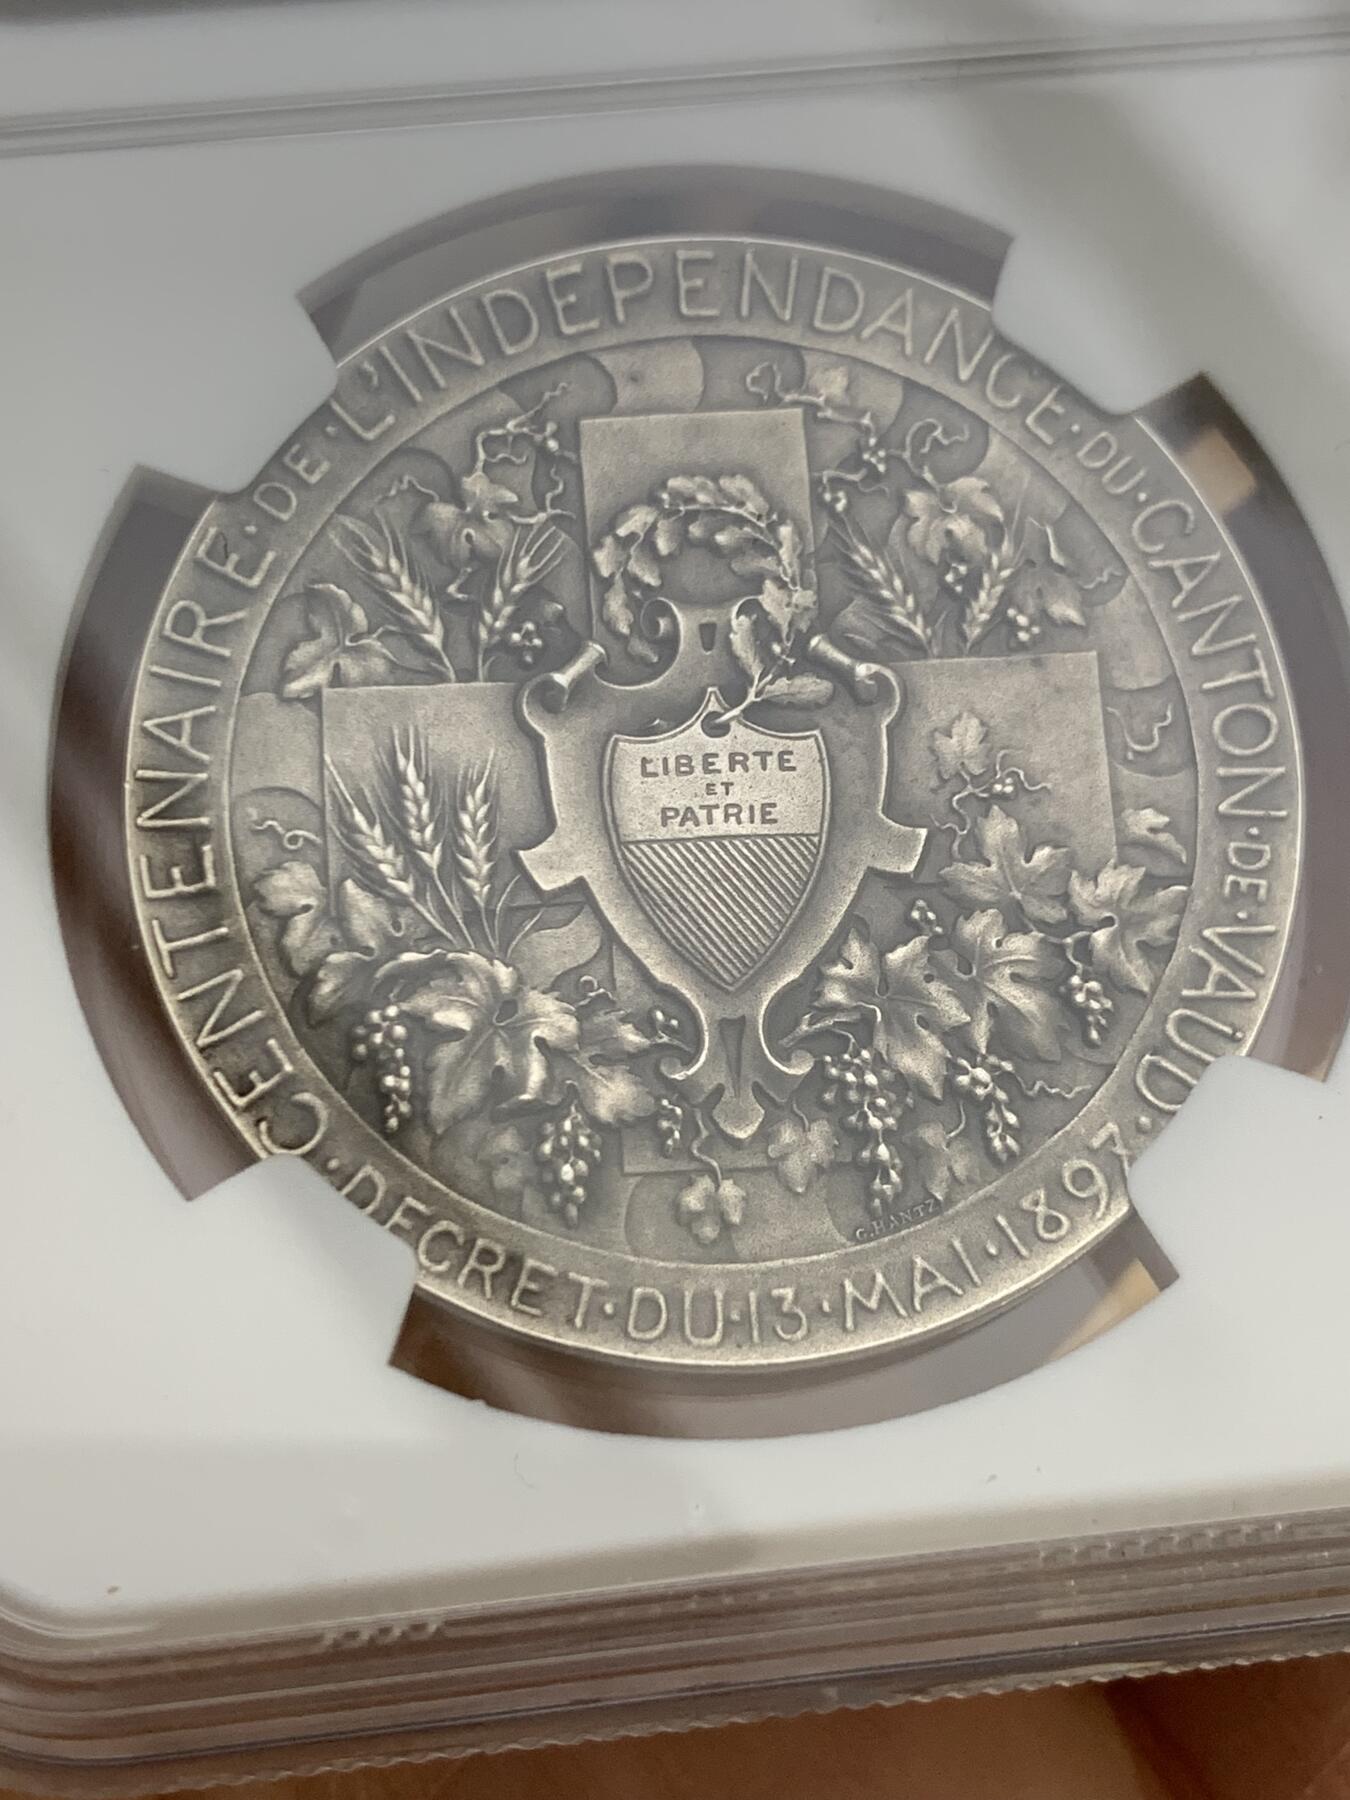 CENTENAIRE · DE · L'INDEPENDANCE · DU · CANTON · DE · VAUD ·
LIBERTE
ET
PATRIE
G. HANTZ
· DECRET · DU · 13 · MAI · 1897 ·